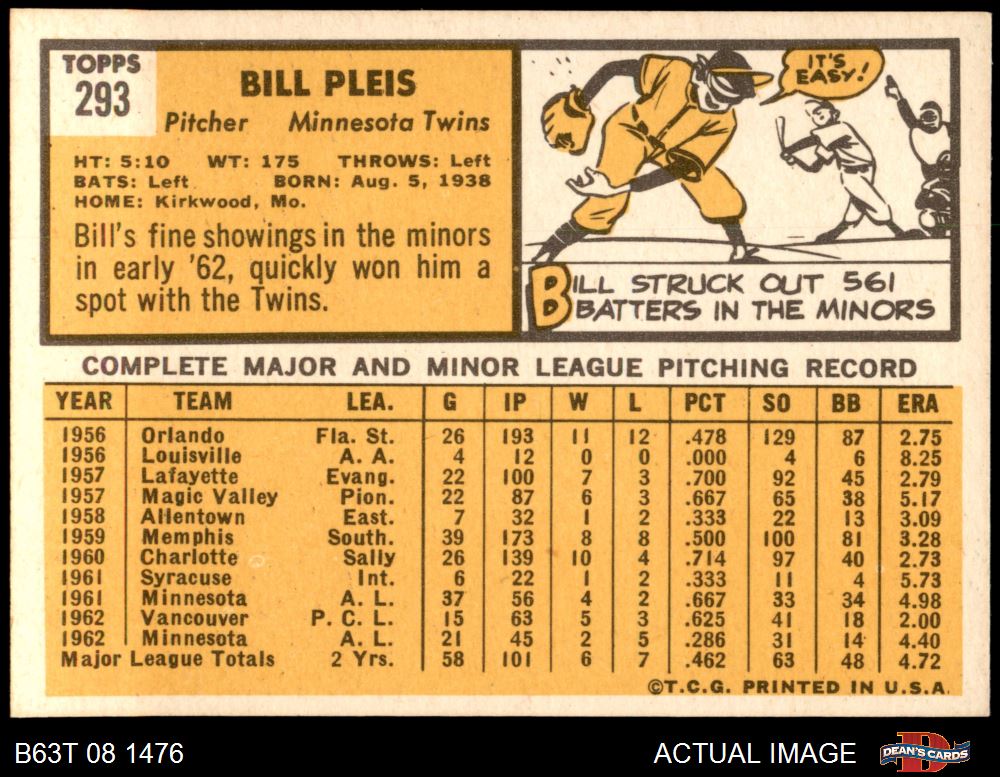 TOPPS
293
BILL PLEIS
Pitcher Minnesota Twins
HT: 5:10 WT: 175 THROWS: Left
BATS: Left BORN: Aug. 5, 1938
HOME: Kirkwood, Mo.
Bill's fine showings in the minors
in early '62, quickly won him a
spot with the Twins.
IT'S
EASY!
BILL STRUCK OUT 561
BATTERS IN THE MINORS
COMPLETE MAJOR AND MINOR LEAGUE PITCHING RECORD
YEAR TEAM LEA. G IP W L PCT SO BB ERA
1956 Orlando Fla. St. 26 193 11 12 .478 129 87 2.75
1956 Louisville A. A. 4 12 0 0 .000 4 6 8.25
1957 Lafayette Evang. 22 100 7 3 .700 92 45 2.79
1957 Magic Valley Pion. 22 87 6 3 .667 65 38 5.17
1958 Allentown East. 7 32 1 2 .333 22 13 3.09
1959 Memphis South. 39 173 8 8 .500 100 81 3.28
1960 Charlotte Sally 26 139 10 4 .714 97 40 2.73
1961 Syracuse Int. 6 22 1 2 .333 11 4 5.73
1961 Minnesota A. L. 37 56 4 2 .667 33 34 4.98
1962 Vancouver P. C. L. 15 63 5 3 .625 41 18 2.00
1962 Minnesota A. L. 21 45 2 5 .286 31 14 4.40
Major League Totals 2 Yrs. 58 101 6 7 .462 63 48 4.72
©T.C.G. PRINTED IN U.S.A.
B63T 08 1476 ACTUAL IMAGE DEAN'S CARDS